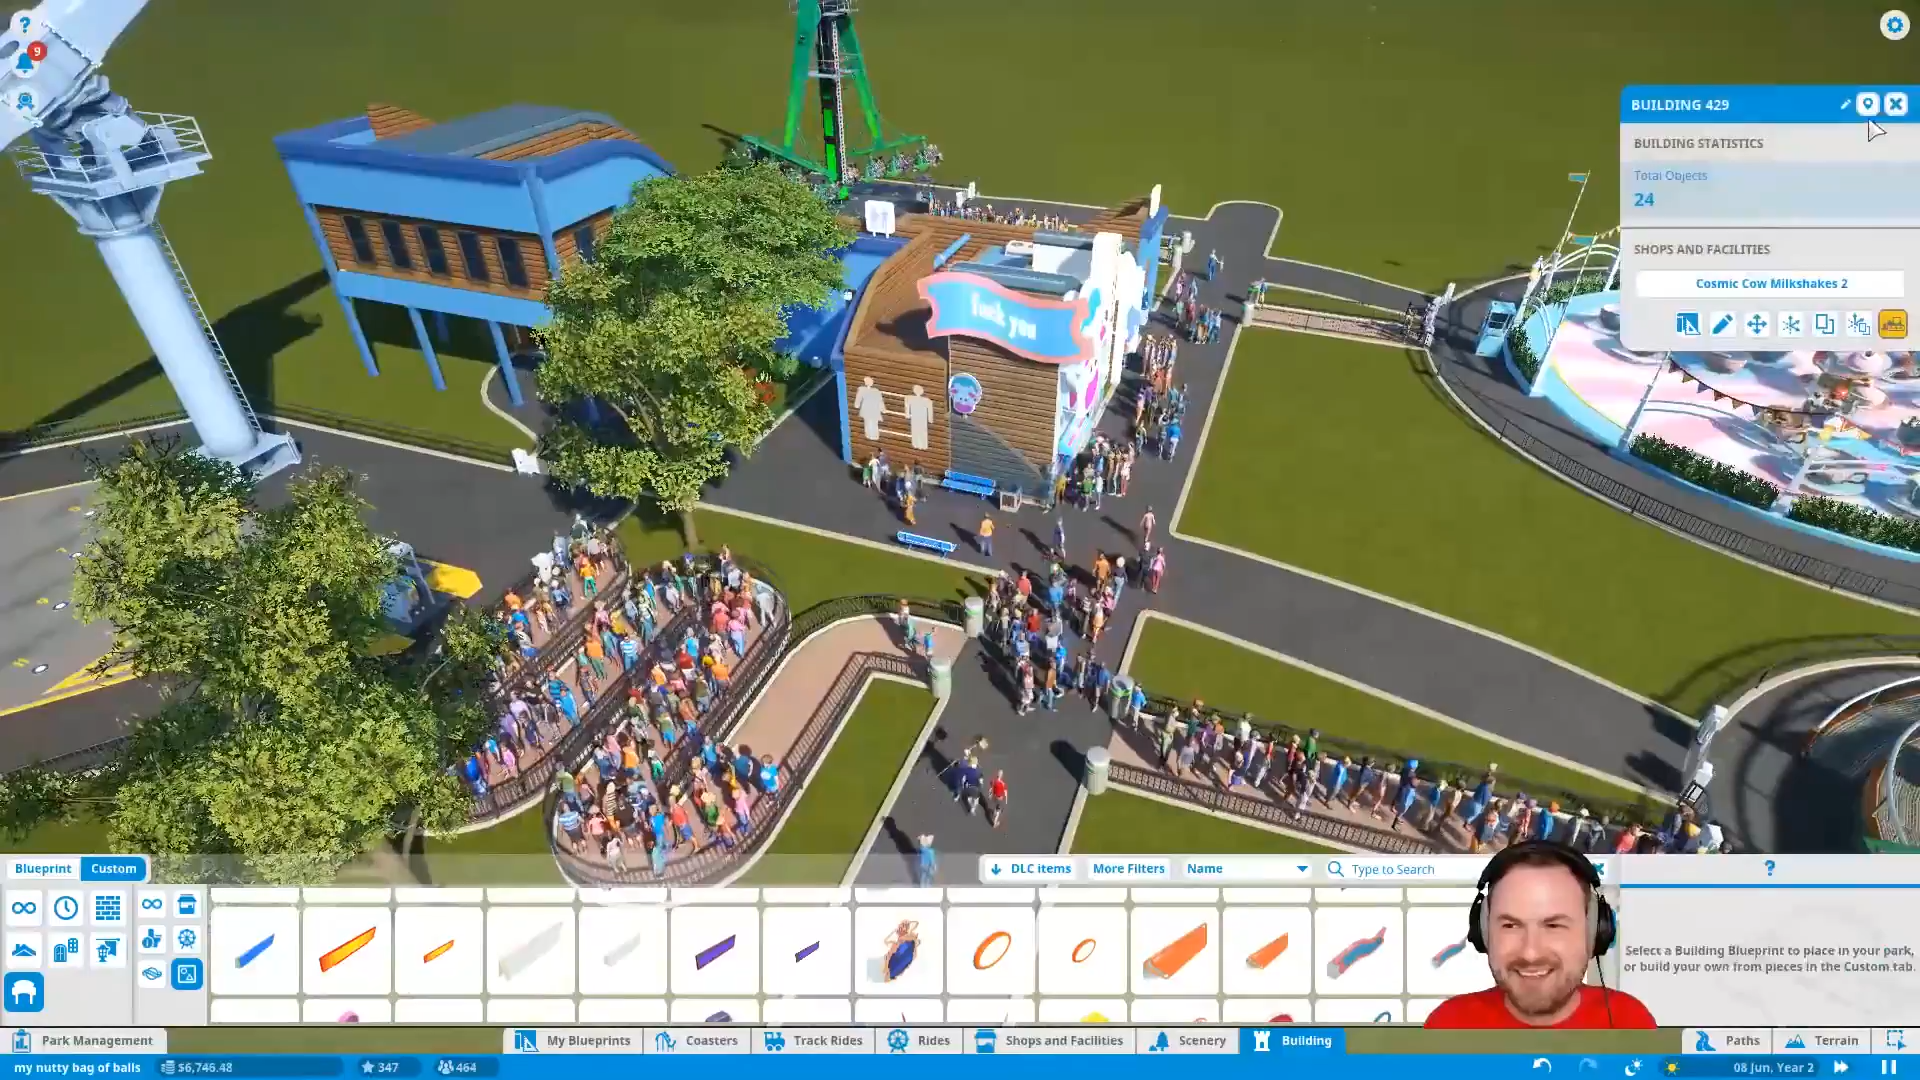 ?
9
BUILDING 429
BUILDING STATISTICS
Total Objects
24
SHOPS AND FACILITIES
Cosmic Cow Milkshakes 2
fuck you
Blueprint
Custom
DLC items
More Filters
Name
Type to Search
?
Select a Building Blueprint to place in your park,
or build your own from pieces in the Custom tab.
Park Management
My Blueprints
Coasters
Track Rides
Rides
Shops and Facilities
Scenery
Building
Paths
Terrain
my nutty bag of balls
$6,746.48
347
464
08 Jun, Year 2